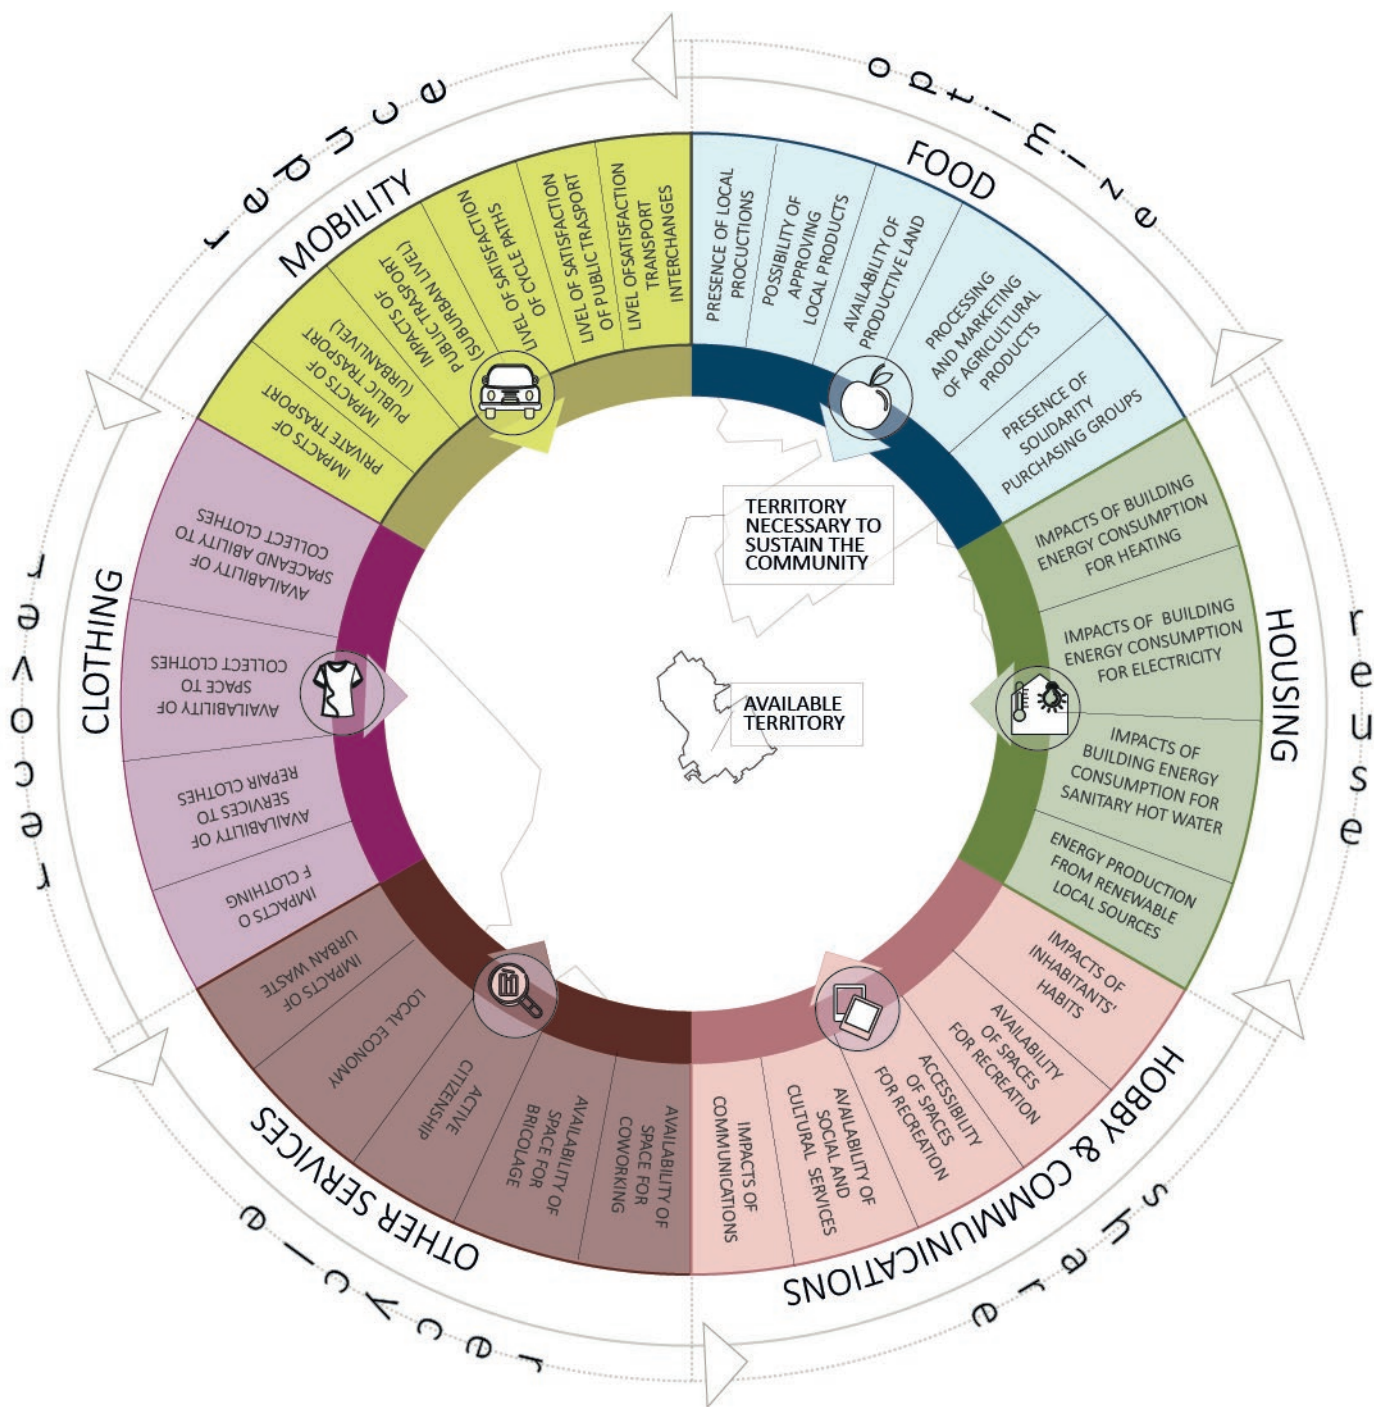 optimize
FOOD
PRESENCE OF LOCAL
PROCUCTIONS
POSSIBILITY OF
APPROVING
LOCAL PRODUCTS
AVAILABILITY OF
PRODUCTIVE LAND
PROCESSING
AND MARKETING
OF AGRICULTURAL
PRODUCTS
PRESENCE OF
SOLIDARITY
PURCHASING GROUPS
reuse
HOUSING
IMPACTS OF BUILDING
ENERGY CONSUMPTION
FOR HEATING
IMPACTS OF BUILDING
ENERGY CONSUMPTION
FOR ELECTRICITY
IMPACTS OF
BUILDING ENERGY
CONSUMPTION FOR
SANITARY HOT WATER
ENERGY PRODUCTION
FROM RENEWABLE
LOCAL SOURCES
share
HOBBY & COMMUNICATIONS
IMPACTS OF
INHABITANTS'
HABITS
AVAILABILITY
OF SPACES
FOR RECREATION
ACCESSIBILITY
OF SPACES
FOR RECREATION
AVAILABILITY OF
SOCIAL AND
CULTURAL SERVICES
IMPACTS OF
COMMUNICATIONS
recycle
OTHER SERVICES
AVAILABILITY OF
SPACE FOR
COWORKING
AVAILABILITY OF
SPACE FOR
BRICOLAGE
ACTIVE
CITIZENSHIP
LOCAL ECONOMY
IMPACTS OF
URBAN WASTE
recover
CLOTHING
IMPACTS O
F CLOTHING
AVAILABILITY OF
SERVICES TO
REPAIR CLOTHES
AVAILABILITY OF
SPACE TO
COLLECT CLOTHES
AVAILABILITY OF
SPACEAND ABILITY TO
COLLECT CLOTHES
reduce
MOBILITY
IMPACTS OF
PRIVATE TRASPORT
IMPACTS OF
PUBLIC TRASPORT
(URBANLIVEL)
IMPACTS OF
PUBLIC TRASPORT
(SUBURBAN LIVEL)
LIVEL OF SATISFACTION
OF CYCLE PATHS
LIVEL OF SATISFACTION
OF PUBLIC TRASPORT
LIVEL OFSATISFACTION
TRANSPORT
INTERCHANGES
TERRITORY
NECESSARY TO
SUSTAIN THE
COMMUNITY
AVAILABLE
TERRITORY